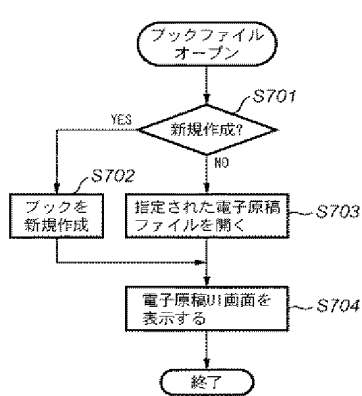 ブックファイル
オープン
S701
新規作成?
YES
NO
S702
ブックを
新規作成
指定された電子原稿
ファイルを開く
S703
電子原稿UI画面を
表示する
S704
終了